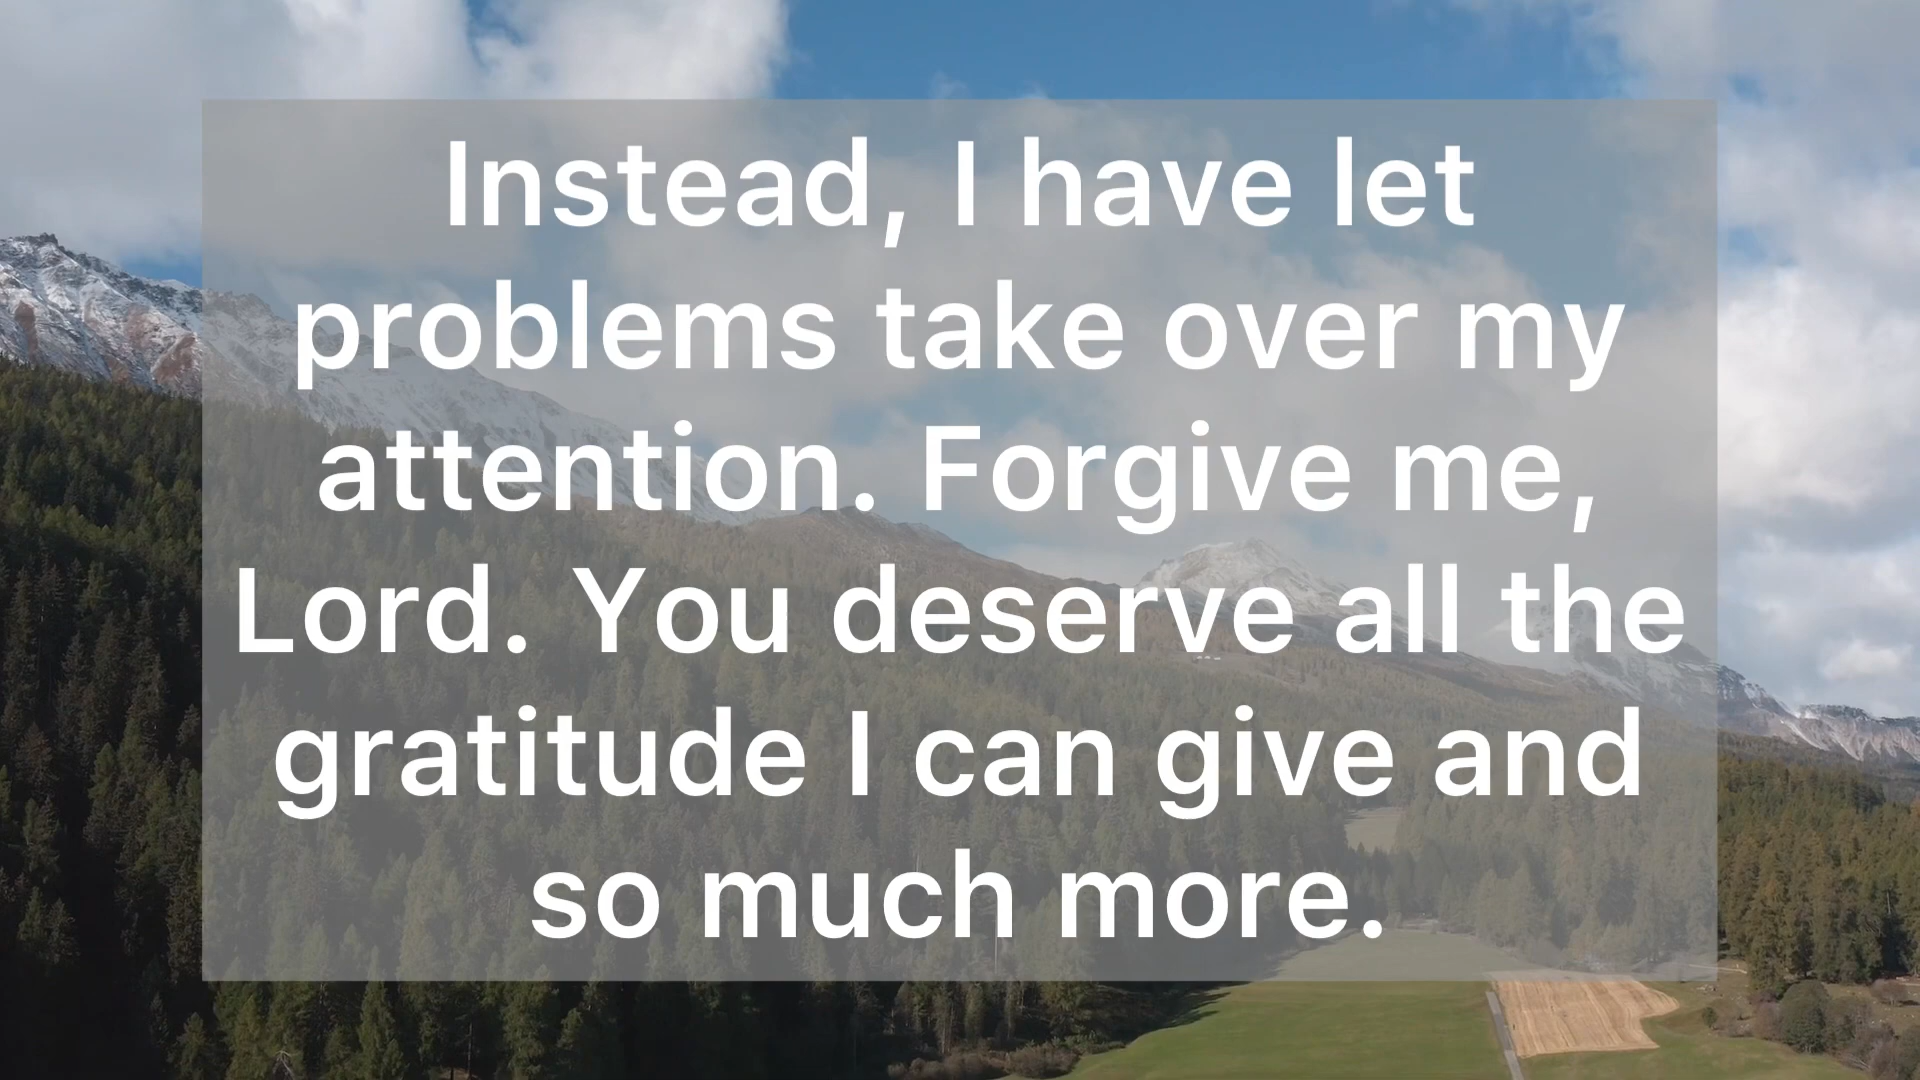 Instead, I have let
problems take over my
attention. Forgive me,
Lord. You deserve all the
gratitude I can give and
so much more.